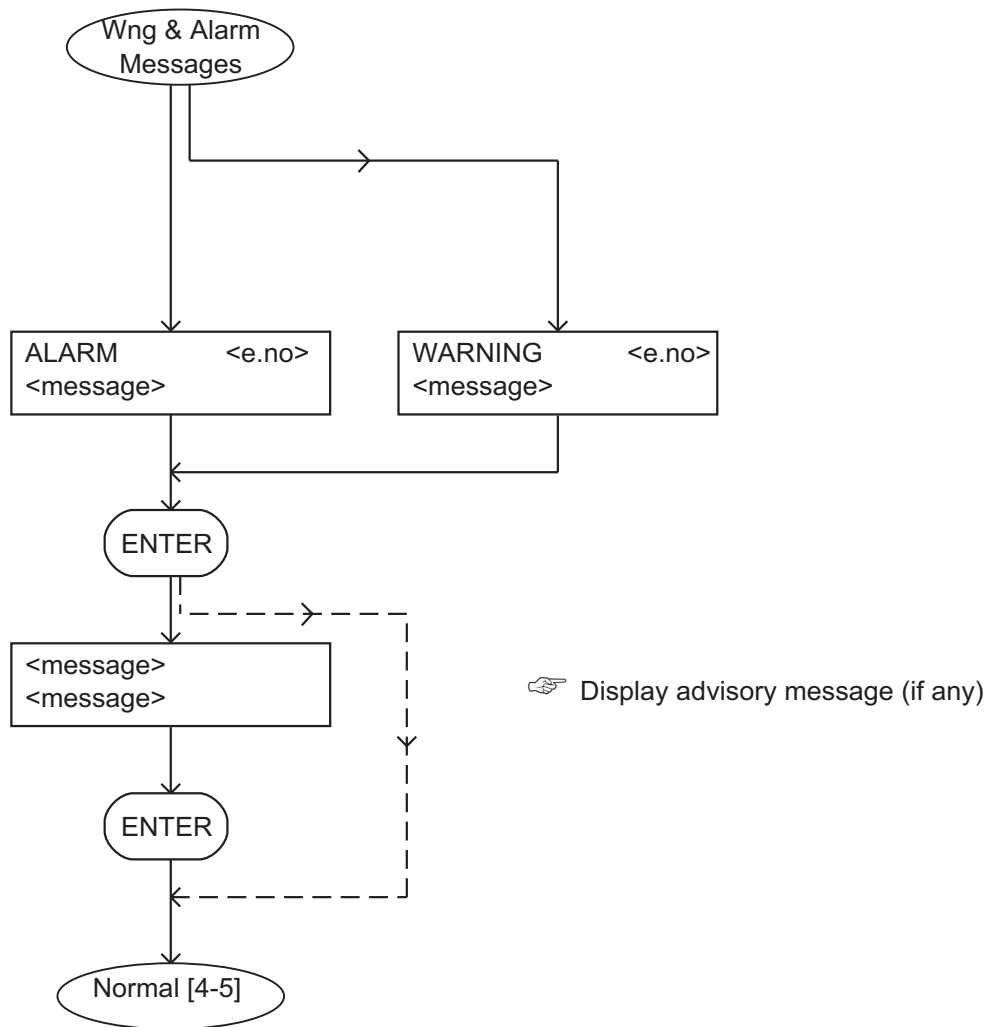 Wng & Alarm
Messages
ALARM <e.no>
<message>
WARNING <e.no>
<message>
ENTER
<message>
<message>
☞ Display advisory message (if any)
ENTER
Normal [4-5]